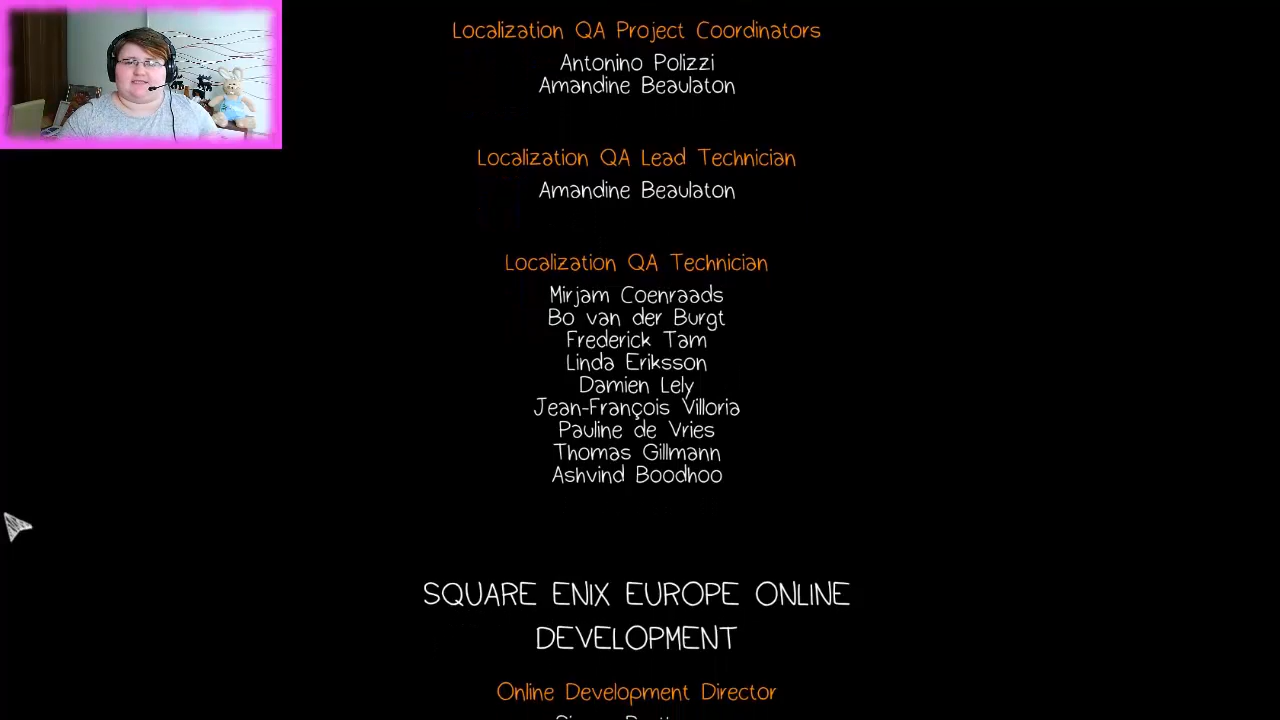 Localization QA Project Coordinators
Antonino Polizzi
Amandine Beaulaton
Localization QA Lead Technician
Amandine Beaulaton
Localization QA Technician
Mirjam Coenraads
Bo van der Burgt
Frederick Tam
Linda Eriksson
Damien Lely
Jean-François Villoria
Pauline de Vries
Thomas Gillmann
Ashvind Boodhoo
SQUARE ENIX EUROPE ONLINE
DEVELOPMENT
Online Development Director